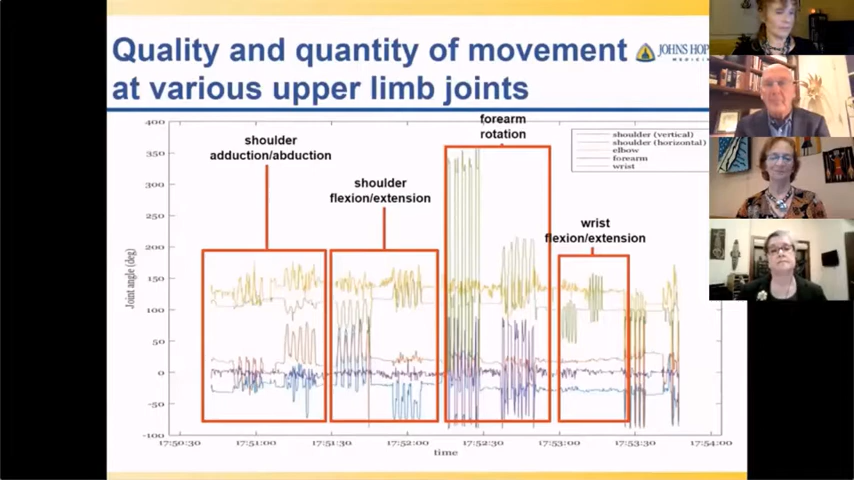 Quality and quantity of movement
at various upper limb joints
JOHNS HOP
MEDICIN
shoulder
adduction/abduction
shoulder
flexion/extension
forearm
rotation
wrist
flexion/extension
shoulder (vertical)
shoulder (horizontal)
elbow
forearm
wrist
Joint angle (deg)
400
350
300
250
200
150
100
50
0
-50
-100
17:50:30
17:51:00
17:51:30
17:52:00
17:52:30
17:53:00
17:53:30
17:54:00
time